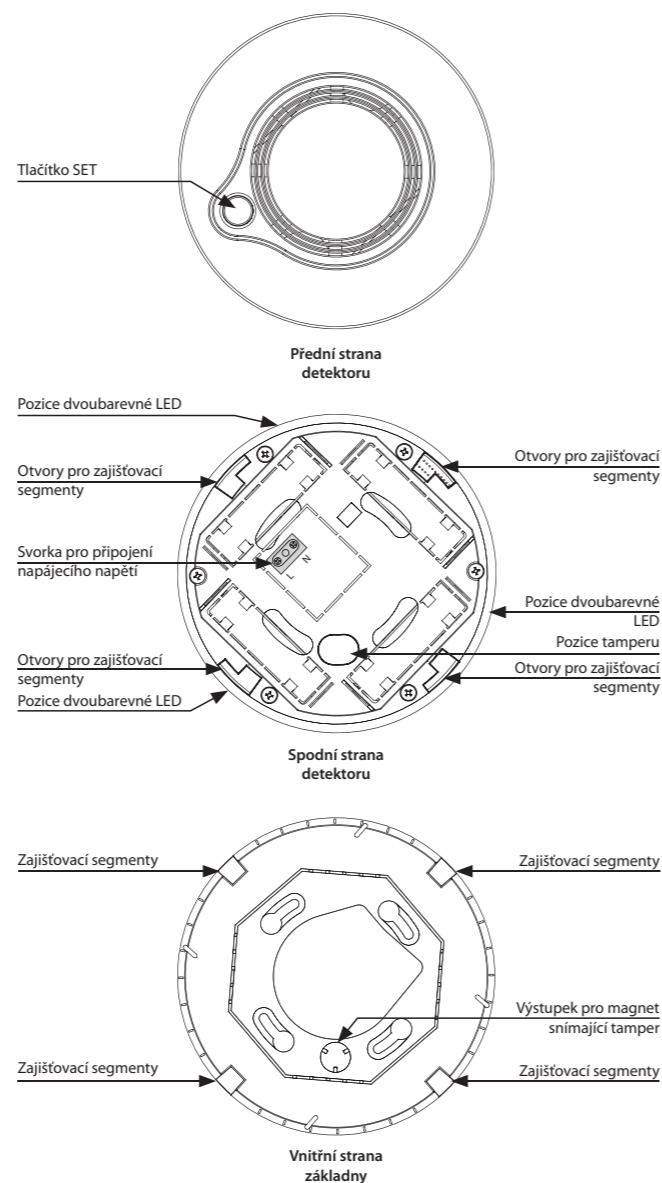 Tlačítko SET
Přední strana
detektoru
Pozice dvoubarevné LED
Otvory pro zajišťovací
segmenty
Otvory pro zajišťovací
segmenty
Svorka pro připojení
napájecího napětí
N
L
Pozice dvoubarevné
LED
Pozice tamperu
Otvory pro zajišťovací
segmenty
Otvory pro zajišťovací
segmenty
Pozice dvoubarevné LED
Spodní strana
detektoru
Zajišťovací segmenty
Zajišťovací segmenty
Výstupek pro magnet
snímající tamper
Zajišťovací segmenty
Zajišťovací segmenty
Vnitřní strana
základny